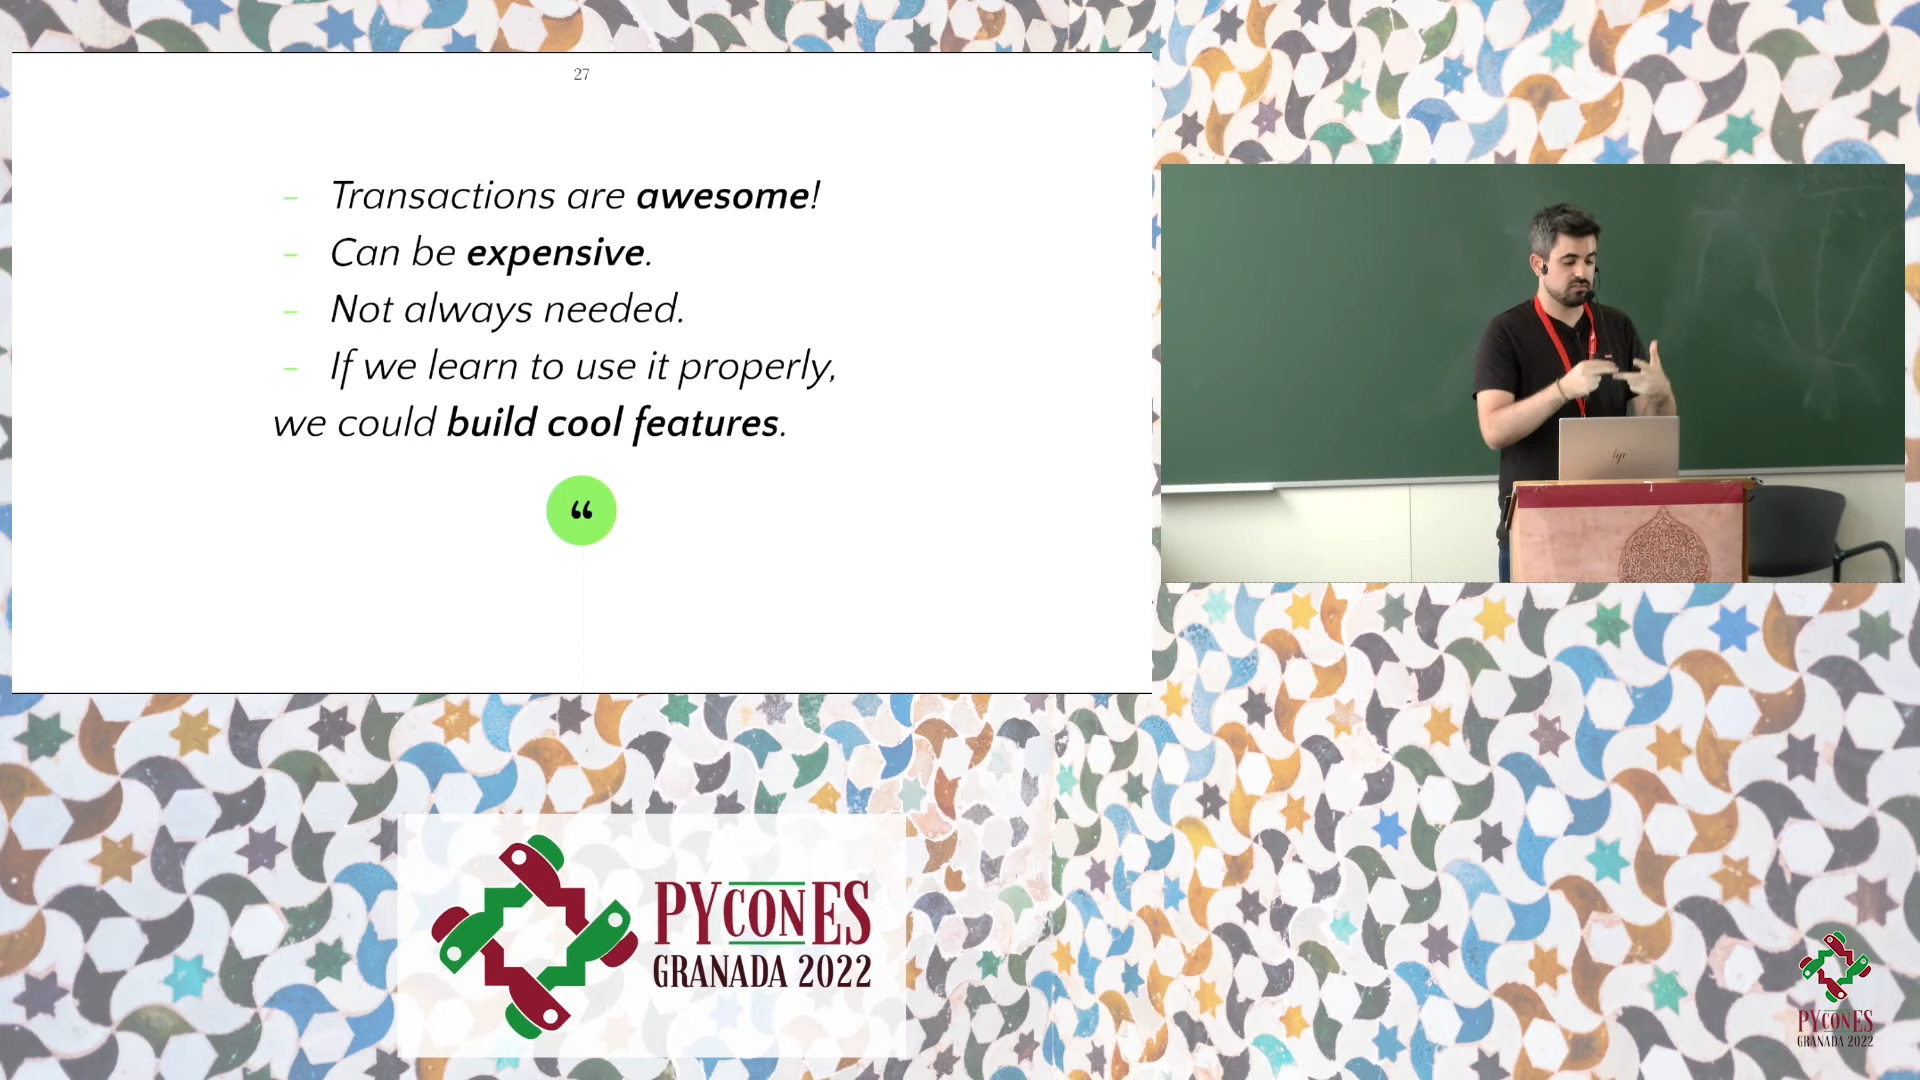 27
- Transactions are awesome!
- Can be expensive.
- Not always needed.
- If we learn to use it properly,
we could build cool features.
“
hp
PYCONES
GRANADA 2022
PYCONES
GRANADA 2022